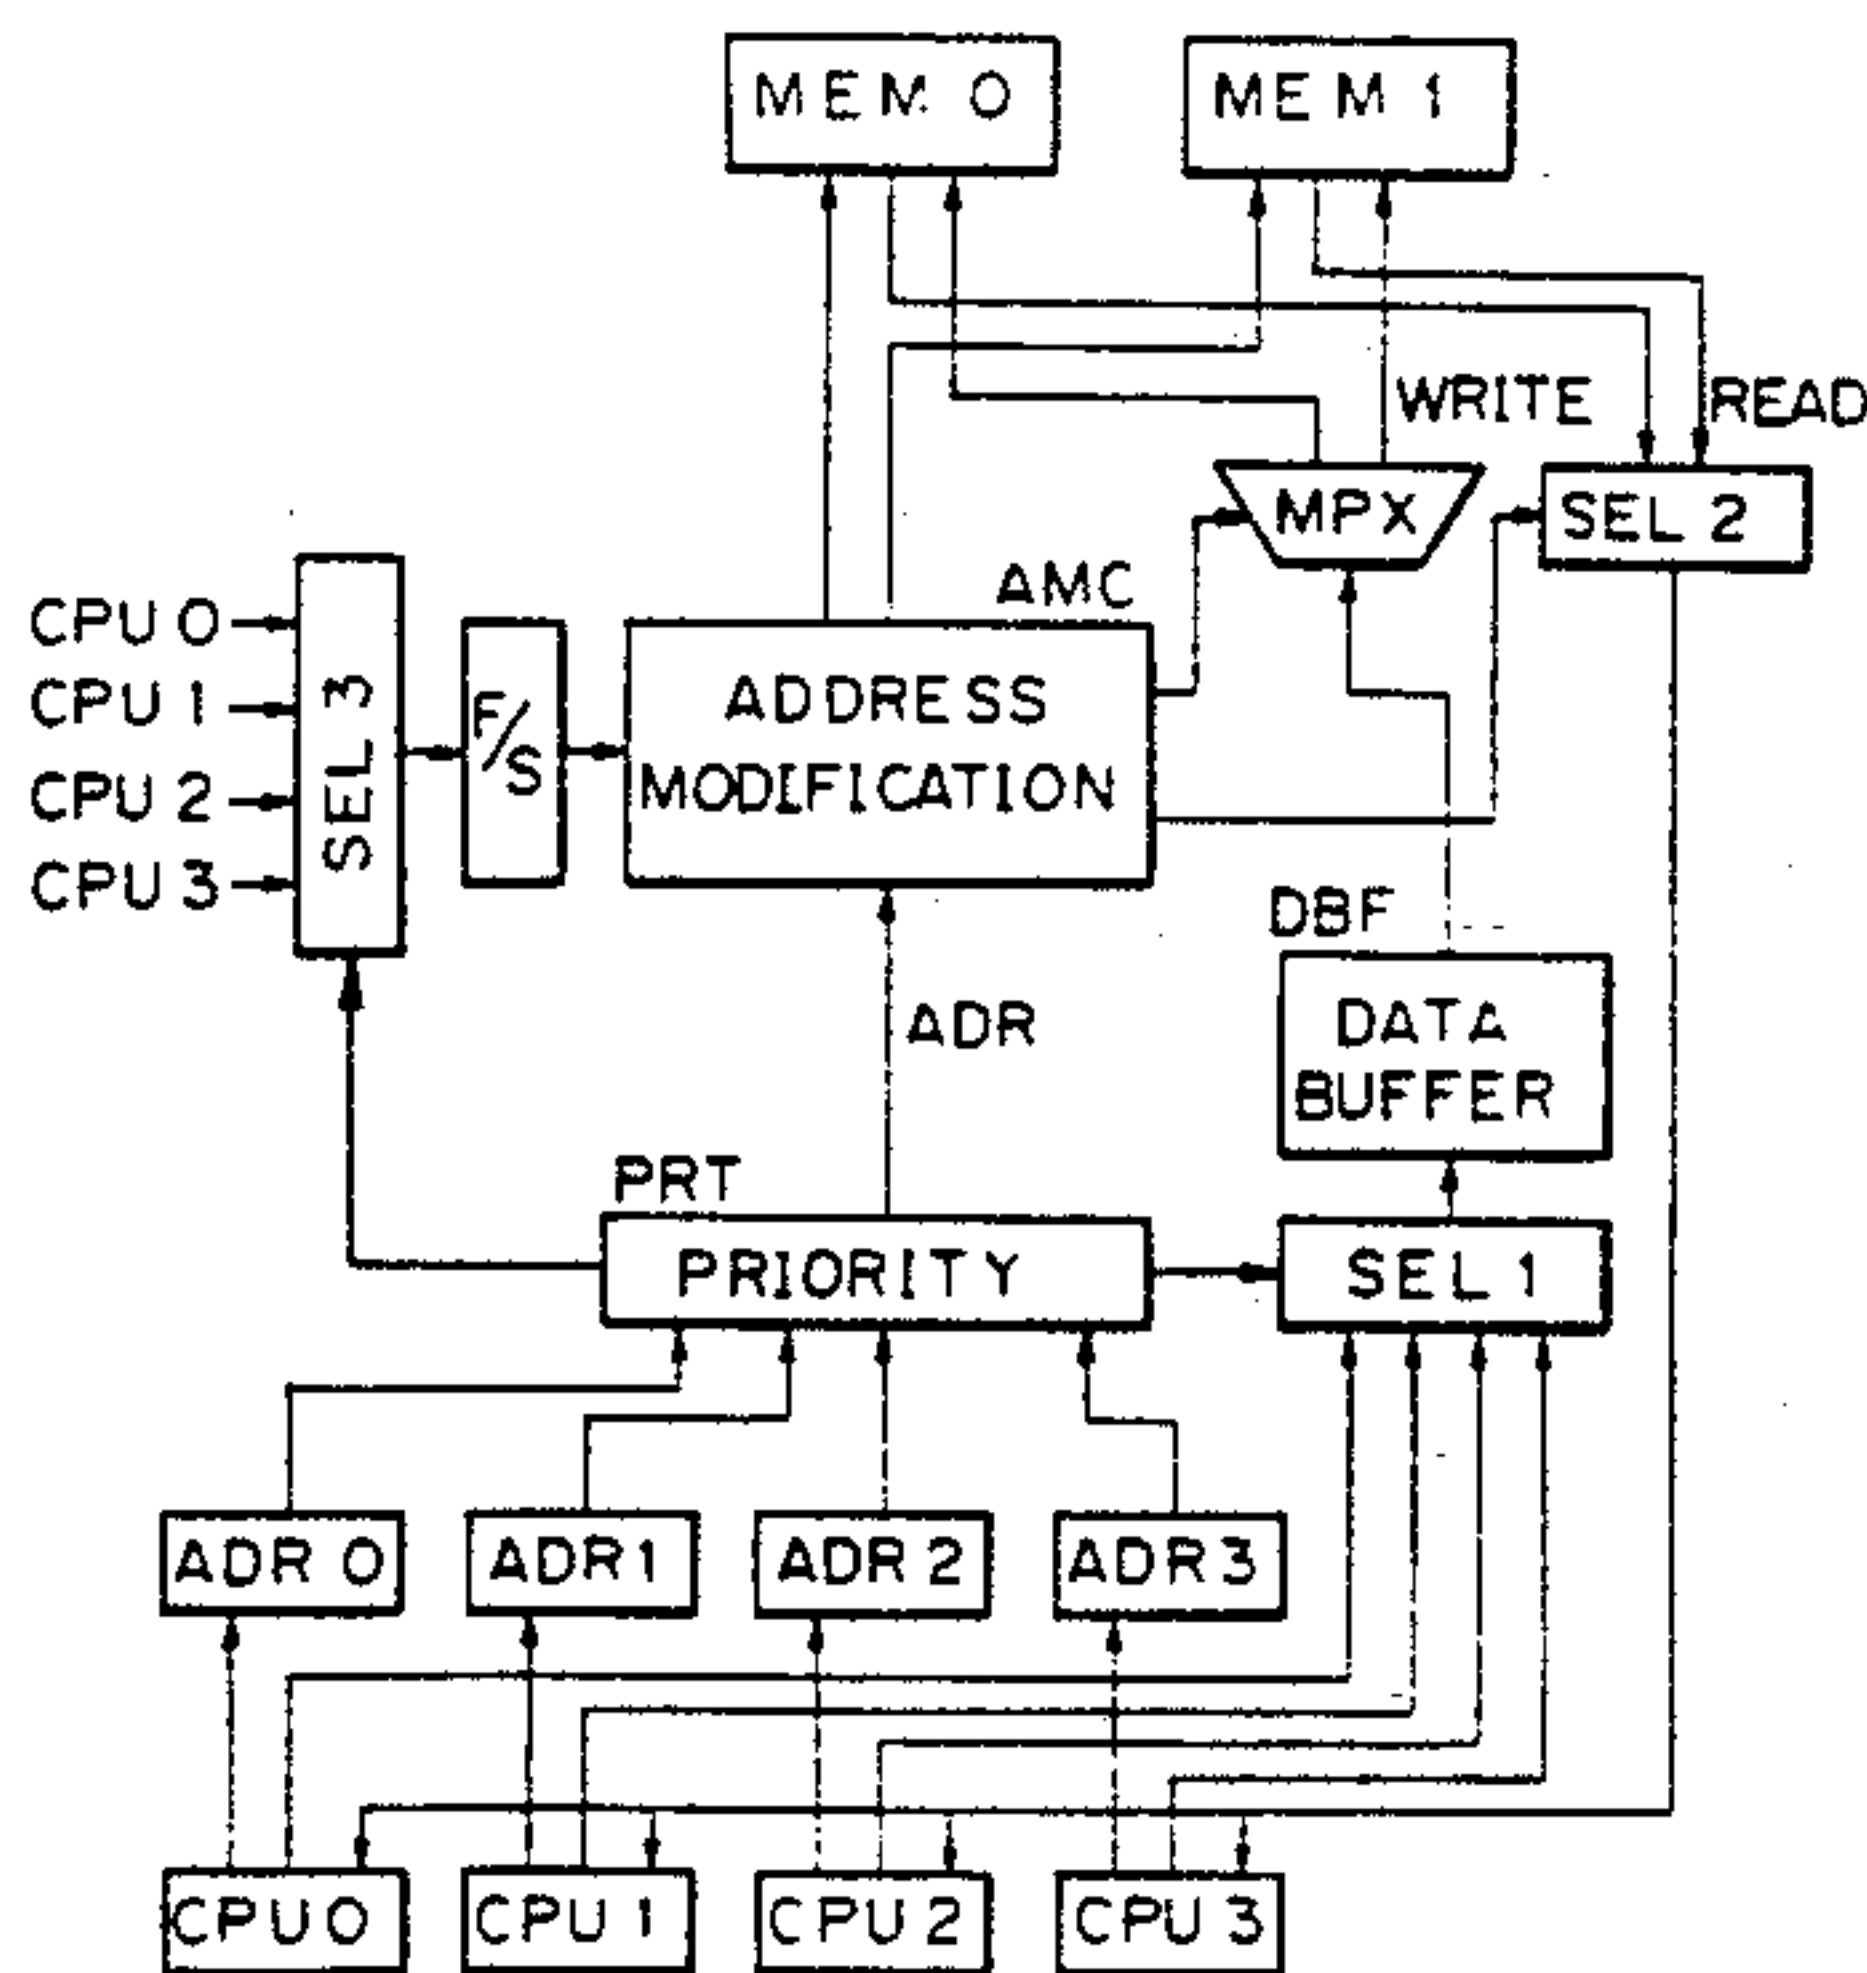 MEM 0
MEM 1
WRITE
READ
MPX
SEL 2
AMC
CPU 0
CPU 1
CPU 2
CPU 3
SEL 3
F/S
ADDRESS
MODIFICATION
DBF
DATA
BUFFER
ADR
PRT
PRIORITY
SEL 1
ADR 0
ADR 1
ADR 2
ADR 3
CPU 0
CPU 1
CPU 2
CPU 3